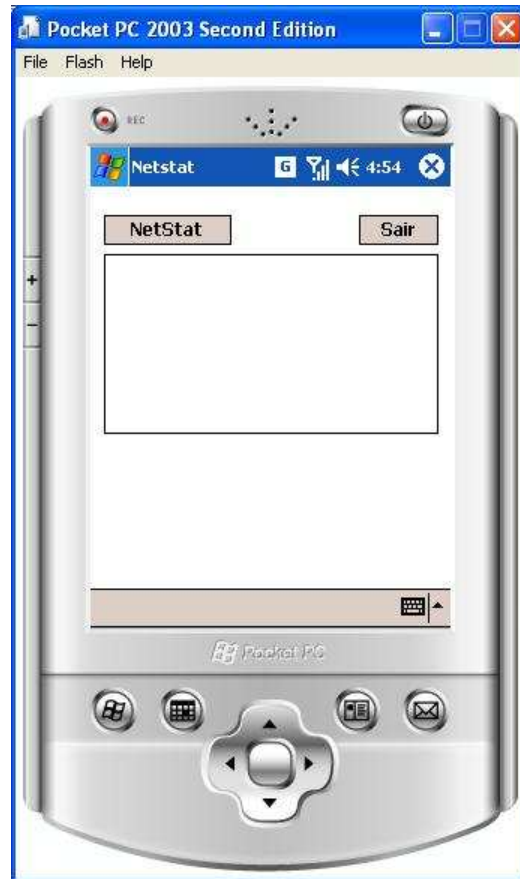 Pocket PC 2003 Second Edition
File Flash Help
REC
Netstat G 4:54
NetStat Sair
+
-
Pocket PC